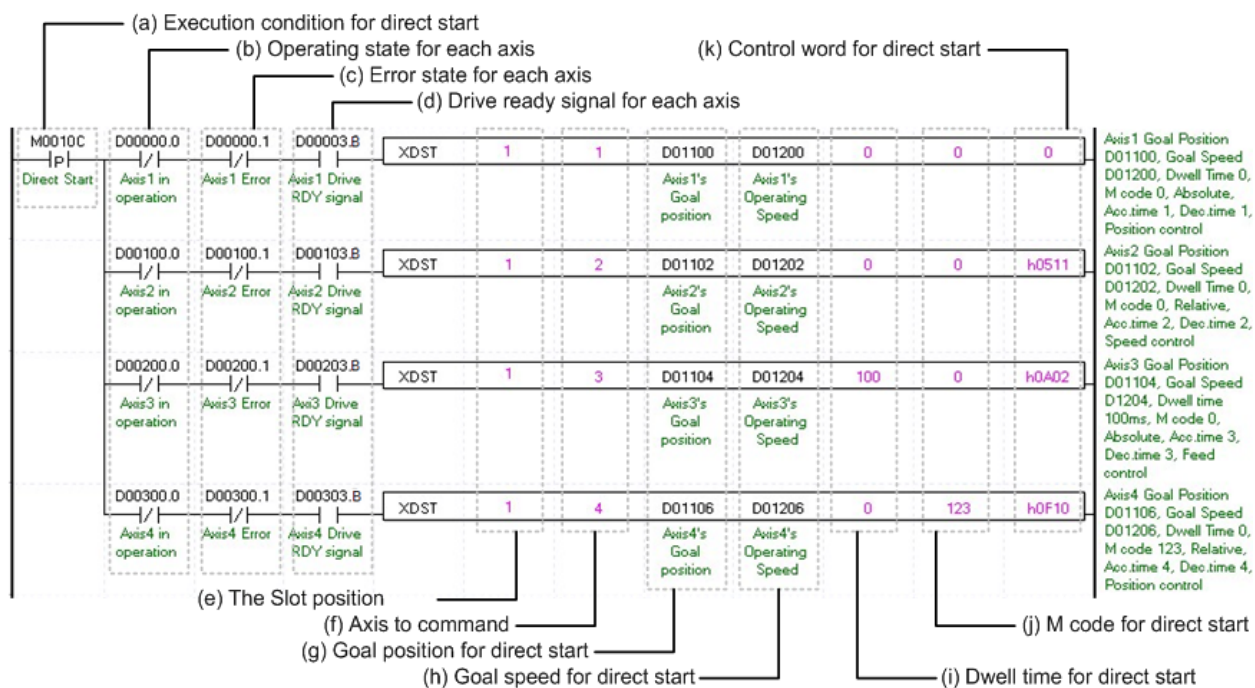 (a) Execution condition for direct start
(b) Operating state for each axis
(k) Control word for direct start
(c) Error state for each axis
(d) Drive ready signal for each axis
M0010C D00000.0 D00000.1 D00003.B
P
XDST 1 1 D01100 D01200 0 0 0
Direct Start
Axis1 in
operation
Axis1 Error
Axis1 Drive
RDY signal
Axis1's
Goal
position
Axis1's
Operating
Speed
Axis1 Goal Position
D01100, Goal Speed
D01200, Dwell Time 0,
M code 0, Absolute,
Acc.time 1, Dec.time 1,
Position control
D00100.0 D00100.1 D00103.B
XDST 1 2 D01102 D01202 0 0 h0511
Axis2 in
operation
Axis2 Error
Axis2 Drive
RDY signal
Axis2's
Goal
position
Axis2's
Operating
Speed
Axis2 Goal Position
D01102, Goal Speed
D01202, Dwell Time 0,
M code 0, Relative,
Acc.time 2, Dec.time 2,
Speed control
D00200.0 D00200.1 D00203.B
XDST 1 3 D01104 D01204 100 0 h0A02
Axis3 in
operation
Axis3 Error
Axi3 Drive
RDY signal
Axis3's
Goal
position
Axis3's
Operating
Speed
Axis3 Goal Position
D01104, Goal Speed
D1204, Dwell time
100ms, M code 0,
Absolute, Acc.time 3,
Dec.time 3, Feed
control
D00300.0 D00300.1 D00303.B
XDST 1 4 D01106 D01206 0 123 h0F10
Axis4 in
operation
Axis4 Error
Axis4 Drive
RDY signal
Axis4's
Goal
position
Axis4's
Operating
Speed
Axis4 Goal Position
D01106, Goal Speed
D01206, Dwell Time 0,
M code 123, Relative,
Acc.time 4, Dec.time 4,
Position control
(e) The Slot position
(f) Axis to command
(j) M code for direct start
(g) Goal position for direct start
(h) Goal speed for direct start
(i) Dwell time for direct start